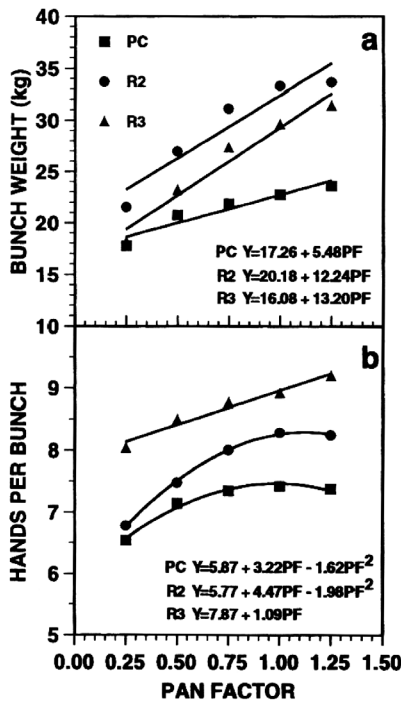 a
PC
R2
R3
BUNCH WEIGHT (kg)
40
35
30
25
20
15
10
PC Y=17.26 + 5.48PF
R2 Y=20.18 + 12.24PF
R3 Y=16.08 + 13.20PF
b
HANDS PER BUNCH
9
8
7
6
5
PC Y=5.87 + 3.22PF - 1.62PF²
R2 Y=5.77 + 4.47PF - 1.98PF²
R3 Y=7.87 + 1.09PF
0.00 0.25 0.50 0.75 1.00 1.25 1.50
PAN FACTOR